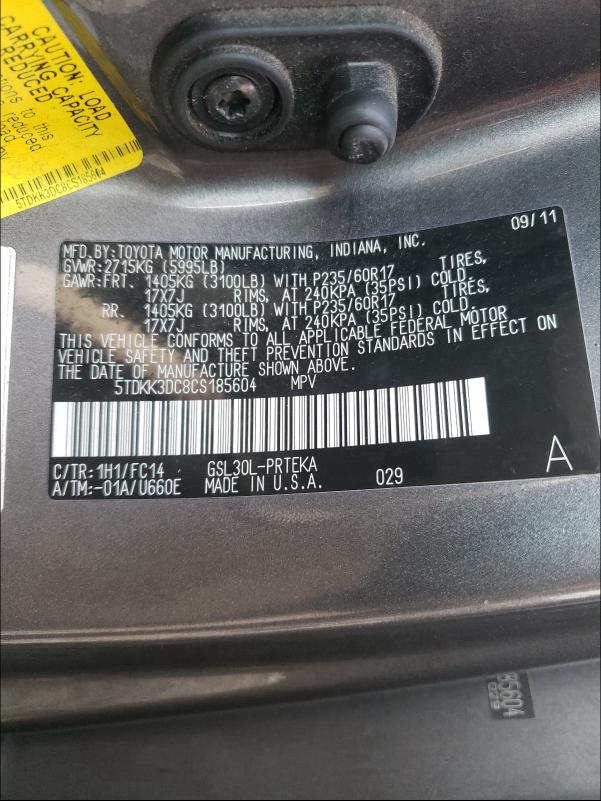 CAUTION: LOAD
CARRYING CAPACITY
REDUCED
to this
reduced
5TDKK3DC8CS185604
09/11
MFD.BY:TOYOTA MOTOR MANUFACTURING, INDIANA, INC.
GVWR:2715KG (5995LB)
GAWR:FRT. 1405KG (3100LB) WITH P235/60R17 TIRES,
17X7J RIMS, AT 240KPA (35PSI) COLD.
RR. 1405KG (3100LB) WITH P235/60R17 TIRES,
17X7J RIMS, AT 240KPA (35PSI) COLD.
THIS VEHICLE CONFORMS TO ALL APPLICABLE FEDERAL MOTOR
VEHICLE SAFETY AND THEFT PREVENTION STANDARDS IN EFFECT ON
THE DATE OF MANUFACTURE SHOWN ABOVE.
5TDKK3DC8CS185604 MPV
C/TR:1H1/FC14 GSL30L-PRTEKA
A/TM:-01A/U660E MADE IN U.S.A. 029 A
85604